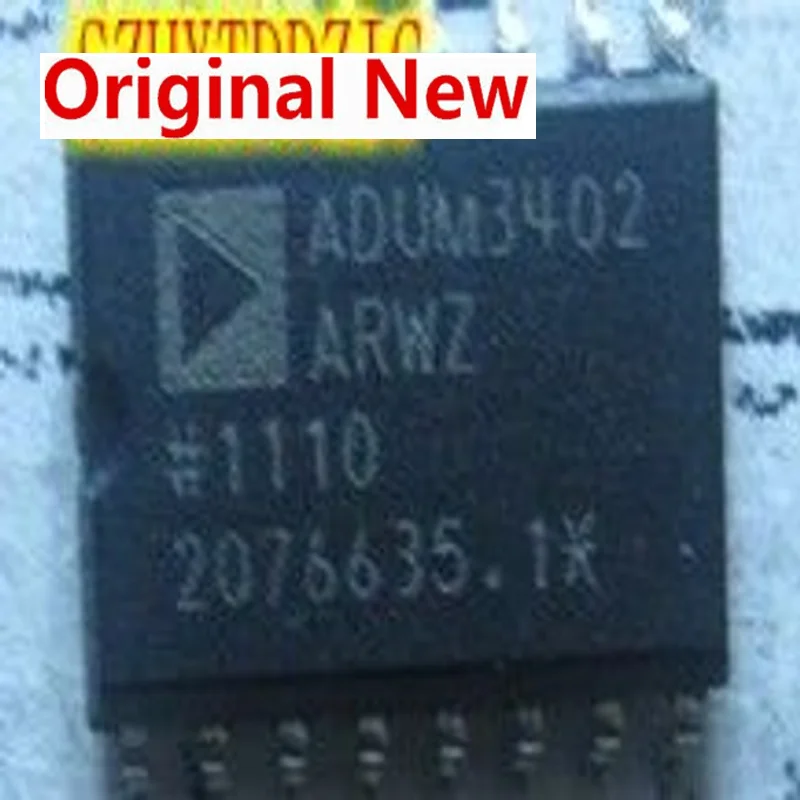 Original New
ADUM3402
ARWZ
#1110
2076635.1X